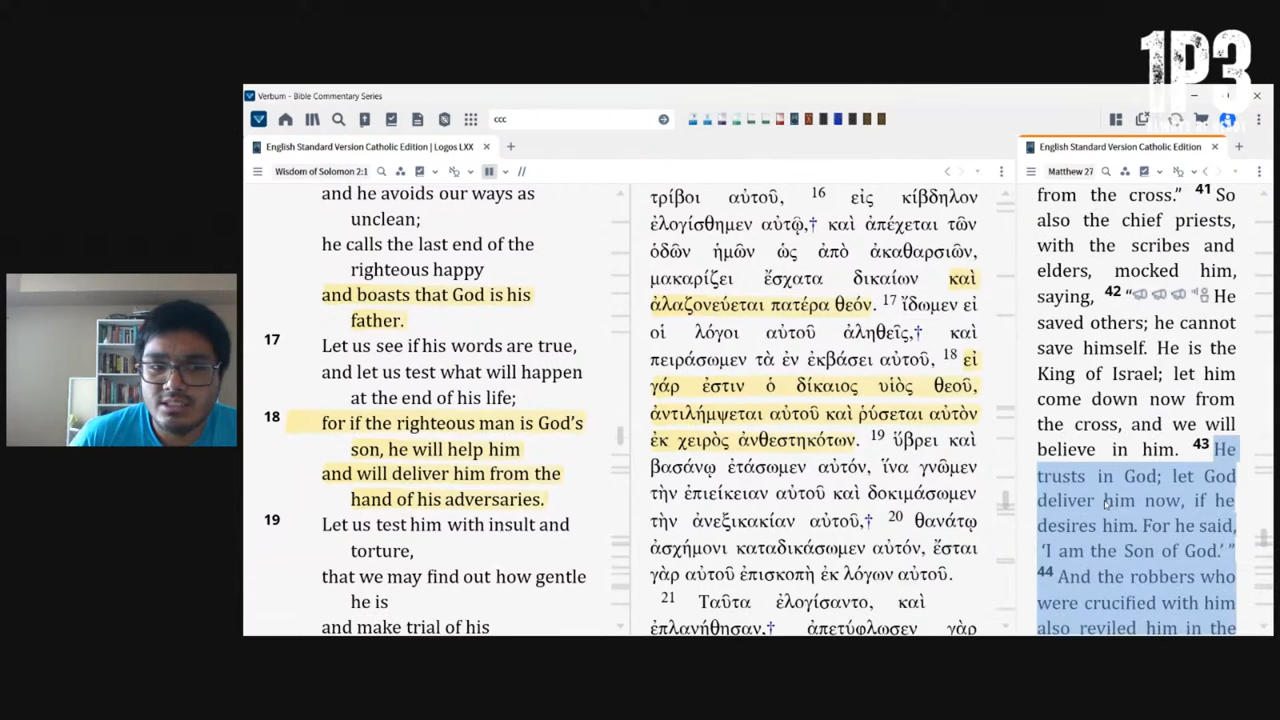 1P3
ALWAYS BE READY
Verbum - Bible Commentary Series
ccc
English Standard Version Catholic Edition | Logos LXX
Wisdom of Solomon 2:1
and he avoids our ways as
unclean;
he calls the last end of the
righteous happy
and boasts that God is his
father.
17 Let us see if his words are true,
and let us test what will happen
at the end of his life;
18 for if the righteous man is God's
son, he will help him
and will deliver him from the
hand of his adversaries.
19 Let us test him with insult and
torture,
that we may find out how gentle
he is
and make trial of his
τρίβοι αὐτοῦ, 16 εἰς κίβδηλον
ἐλογίσθημεν αὐτῷ,† καὶ ἀπέχεται τῶν
ὁδῶν ἡμῶν ὡς ἀπὸ ἀκαθαρσιῶν,
μακαρίζει ἔσχατα δικαίων καὶ
ἀλαζονεύεται πατέρα θεόν. 17 ἴδωμεν εἰ
οἱ λόγοι αὐτοῦ ἀληθεῖς,† καὶ
πειράσωμεν τὰ ἐν ἐκβάσει αὐτοῦ, 18 εἰ
γάρ ἐστιν ὁ δίκαιος υἱὸς θεοῦ,
ἀντιλήμψεται αὐτοῦ καὶ ῥύσεται αὐτὸν
ἐκ χειρὸς ἀνθεστηκότων. 19 ὕβρει καὶ
βασάνῳ ἐτάσωμεν αὐτόν, ἵνα γνῶμεν
τὴν ἐπιείκειαν αὐτοῦ καὶ δοκιμάσωμεν
τὴν ἀνεξικακίαν αὐτοῦ,† 20 θανάτῳ
ἀσχήμονι καταδικάσωμεν αὐτόν, ἔσται
γὰρ αὐτοῦ ἐπισκοπὴ ἐκ λόγων αὐτοῦ.
21 Ταῦτα ἐλογίσαντο, καὶ
ἐπλανήθησαν,† ἀπετύφλωσεν γὰρ
English Standard Version Catholic Edition
Matthew 27
from the cross." 41 So
also the chief priests,
with the scribes and
elders, mocked him,
saying, 42 "He
saved others; he cannot
save himself. He is the
King of Israel; let him
come down now from
the cross, and we will
believe in him. 43 He
trusts in God; let God
deliver him now, if he
desires him. For he said,
'I am the Son of God.'"
44 And the robbers who
were crucified with him
also reviled him in the